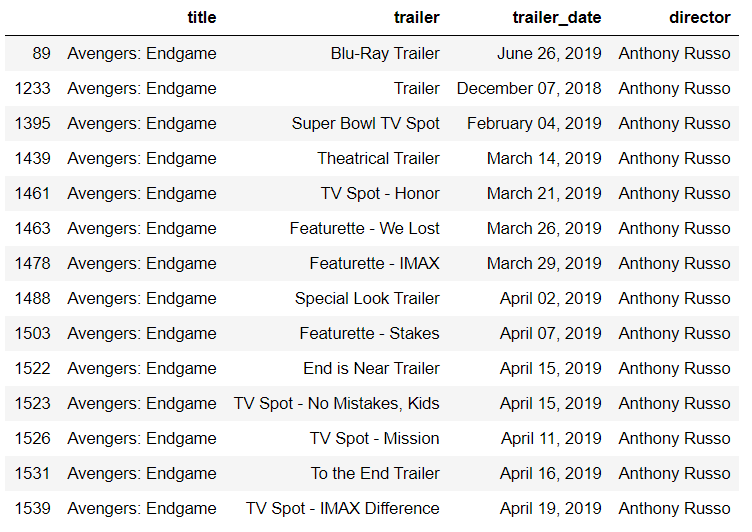 title trailer trailer_date director
89 Avengers: Endgame Blu-Ray Trailer June 26, 2019 Anthony Russo
1233 Avengers: Endgame Trailer December 07, 2018 Anthony Russo
1395 Avengers: Endgame Super Bowl TV Spot February 04, 2019 Anthony Russo
1439 Avengers: Endgame Theatrical Trailer March 14, 2019 Anthony Russo
1461 Avengers: Endgame TV Spot - Honor March 21, 2019 Anthony Russo
1463 Avengers: Endgame Featurette - We Lost March 26, 2019 Anthony Russo
1478 Avengers: Endgame Featurette - IMAX March 29, 2019 Anthony Russo
1488 Avengers: Endgame Special Look Trailer April 02, 2019 Anthony Russo
1503 Avengers: Endgame Featurette - Stakes April 07, 2019 Anthony Russo
1522 Avengers: Endgame End is Near Trailer April 15, 2019 Anthony Russo
1523 Avengers: Endgame TV Spot - No Mistakes, Kids April 15, 2019 Anthony Russo
1526 Avengers: Endgame TV Spot - Mission April 11, 2019 Anthony Russo
1531 Avengers: Endgame To the End Trailer April 16, 2019 Anthony Russo
1539 Avengers: Endgame TV Spot - IMAX Difference April 19, 2019 Anthony Russo